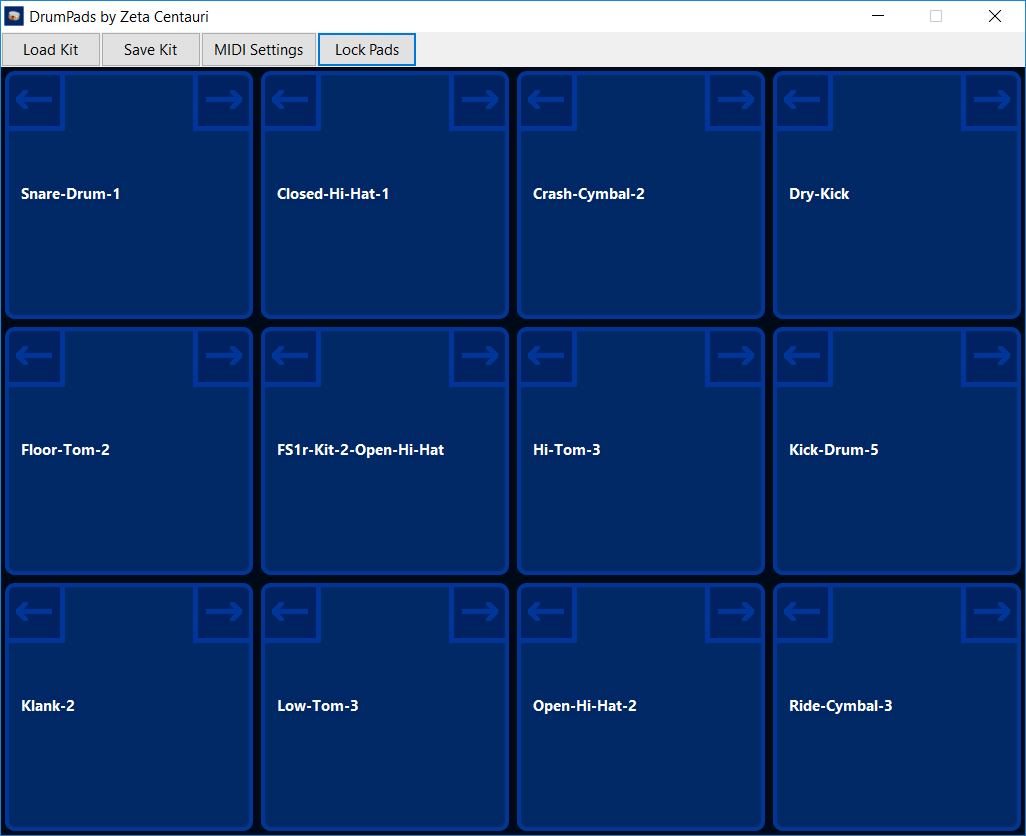 DrumPads by Zeta Centauri
Load Kit Save Kit MIDI Settings Lock Pads
Snare-Drum-1 Closed-Hi-Hat-1 Crash-Cymbal-2 Dry-Kick
Floor-Tom-2 FS1r-Kit-2-Open-Hi-Hat Hi-Tom-3 Kick-Drum-5
Klank-2 Low-Tom-3 Open-Hi-Hat-2 Ride-Cymbal-3